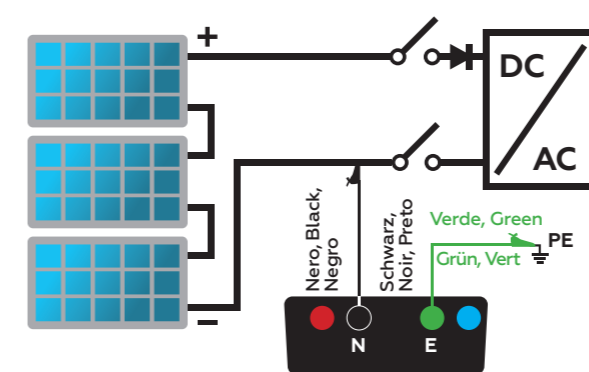 +
DC
AC
Nero, Black,
Negro
Schwarz,
Noir, Preto
Verde, Green
PE
Grün, Vert
–
N
E